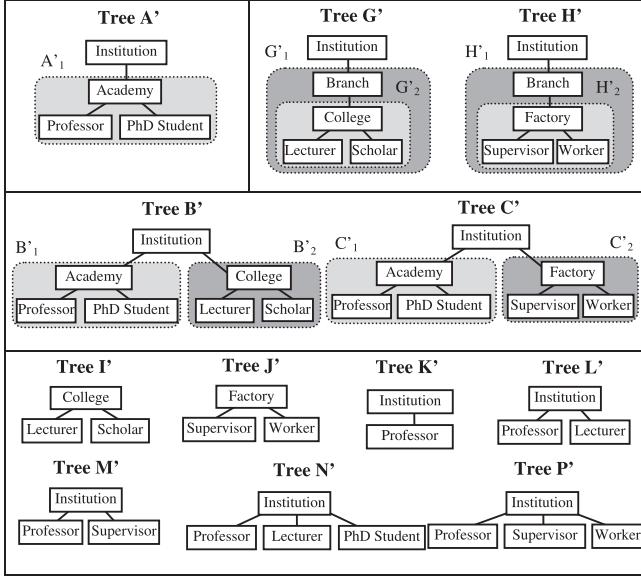 Tree A’
Institution
A’1
Academy
Professor PhD Student
Tree G’
G’1
Institution
Branch
G’2
College
Lecturer Scholar
Tree H’
H’1
Institution
Branch
H’2
Factory
Supervisor Worker
Tree B’
Institution
B’1
B’2
Academy College
Professor PhD Student Lecturer Scholar
Tree C’
Institution
C’1
C’2
Academy Factory
Professor PhD Student Supervisor Worker
Tree I’
College
Lecturer Scholar
Tree J’
Factory
Supervisor Worker
Tree K’
Institution
Professor
Tree L’
Institution
Professor Lecturer
Tree M’
Institution
Professor Supervisor
Tree N’
Institution
Professor Lecturer PhD Student
Tree P’
Institution
Professor Supervisor Worker